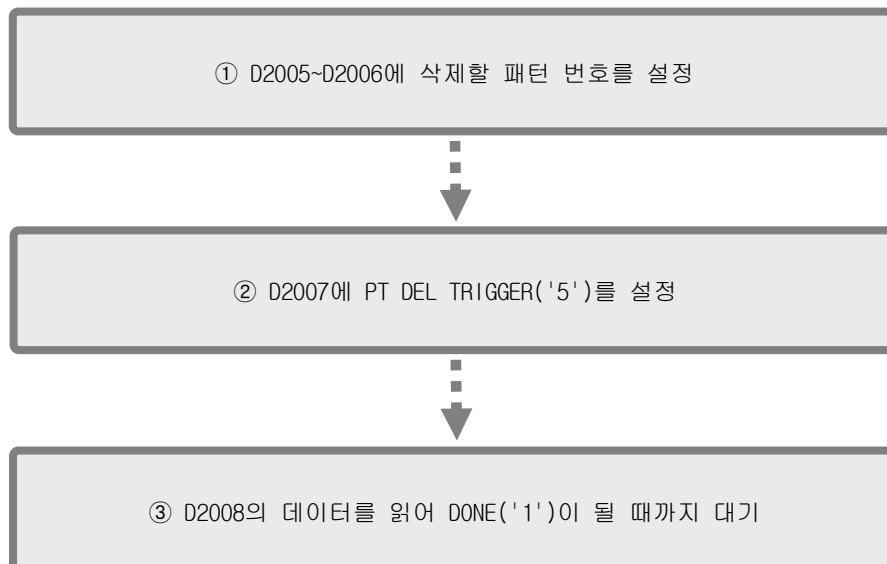 ① D2005~D2006에 삭제할 패턴 번호를 설정
② D2007에 PT DEL TRIGGER('5')를 설정
③ D2008의 데이터를 읽어 DONE('1')이 될 때까지 대기